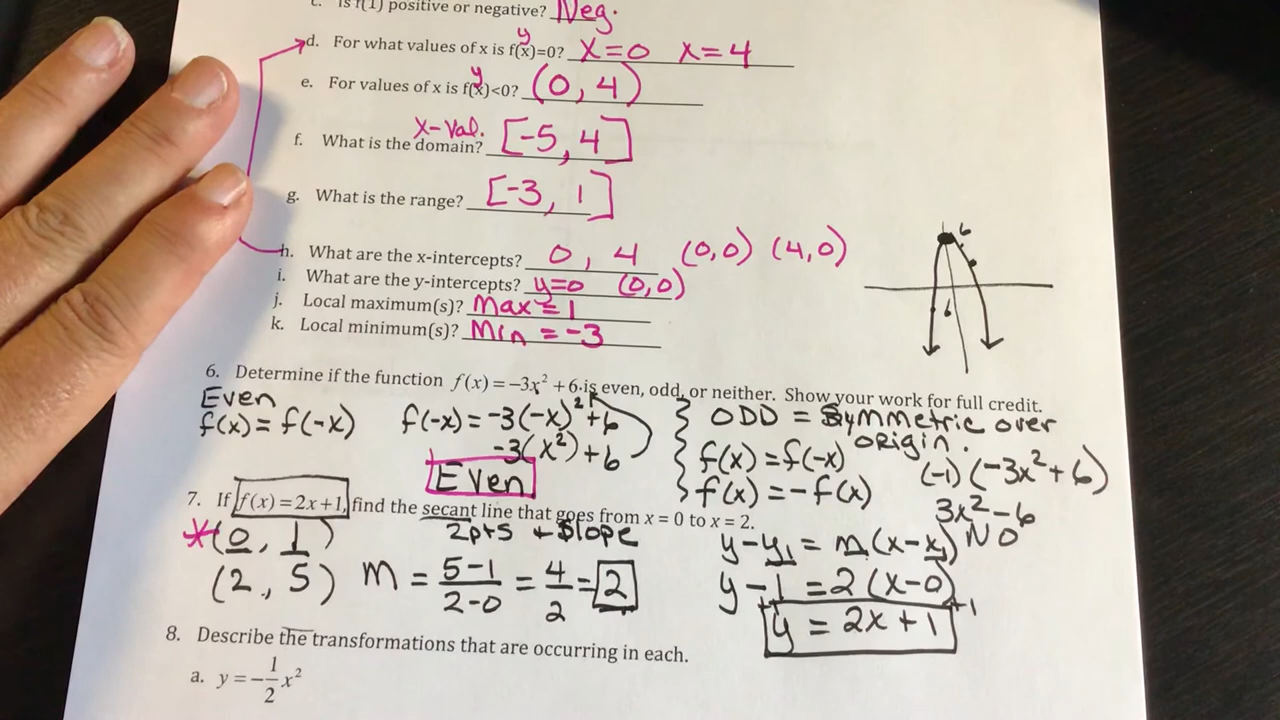 c. Is f(1) positive or negative? Neg.
y
d. For what values of x is f(x)=0? x=0 x=4
y
e. For values of x is f(x)<0? (0, 4)
x-val.
f. What is the domain? [-5, 4]
g. What is the range? [-3, 1]
h. What are the x-intercepts? 0, 4 (0,0) (4,0)
i. What are the y-intercepts? y=0 (0,0)
j. Local maximum(s)? Max = 1
k. Local minimum(s)? Min = -3
6
6. Determine if the function f(x) = -3x² + 6 is even, odd, or neither. Show your work for full credit.
Even
f(x) = f(-x) f(-x) = -3(-x)² + 6
-3(x²) + 6
Even
ODD = Symmetric over
origin.
f(x) = f(-x) (-1)(-3x² + 6)
f(x) = -f(x) 3x² - 6
NO
7. If f(x) = 2x+1, find the secant line that goes from x = 0 to x = 2.
2pts + slope
*(0, 1)
(2, 5) m = 5-1/2-0 = 4/2 = 2
y - y₁ = m(x - x₁)
y - 1 = 2(x - 0)
+1 +1
y = 2x + 1
8. Describe the transformations that are occurring in each.
a. y = -1/2 x²